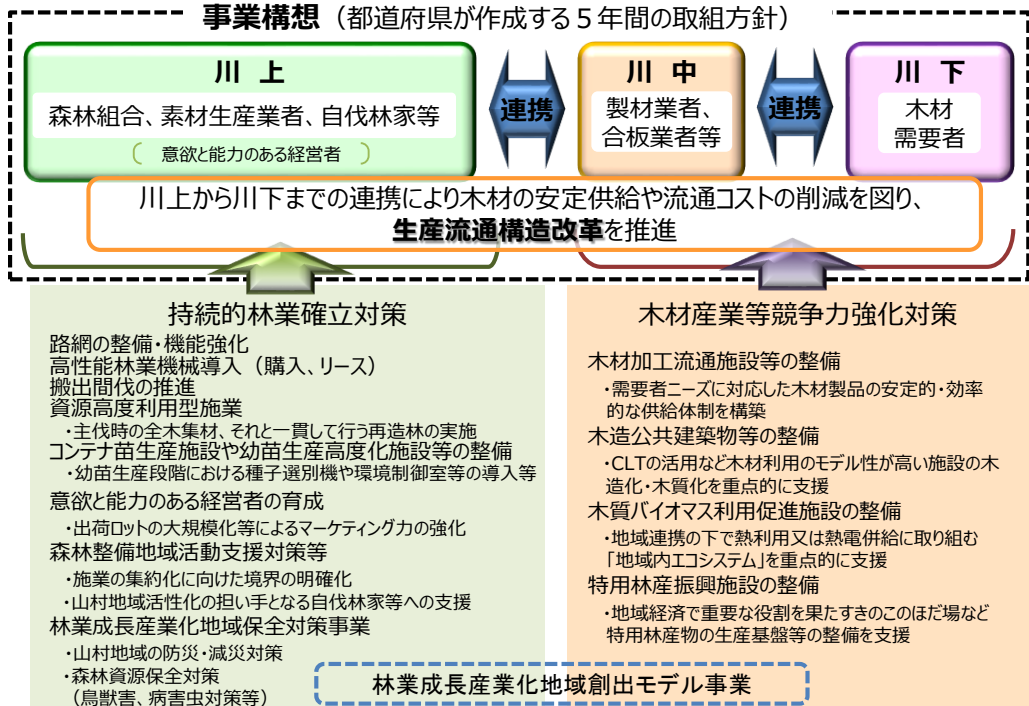 事業構想（都道府県が作成する５年間の取組方針）
川 上
森林組合、素材生産業者、自伐林家等
（ 意欲と能力のある経営者 ）
連携
川 中
製材業者、
合板業者等
連携
川 下
木材
需要者
川上から川下までの連携により木材の安定供給や流通コストの削減を図り、
生産流通構造改革を推進
持続的林業確立対策
路網の整備・機能強化
高性能林業機械導入（購入、リース）
搬出間伐の推進
資源高度利用型施業
・主伐時の全木集材、それと一貫して行う再造林の実施
コンテナ苗生産施設や幼苗生産高度化施設等の整備
・幼苗生産段階における種子選別機や環境制御室等の導入等
意欲と能力のある経営者の育成
・出荷ロットの大規模化等によるマーケティング力の強化
森林整備地域活動支援対策等
・施業の集約化に向けた境界の明確化
・山村地域活性化の担い手となる自伐林家等への支援
林業成長産業化地域保全対策事業
・山村地域の防災・減災対策
・森林資源保全対策
（鳥獣害、病害虫対策等）
木材産業等競争力強化対策
木材加工流通施設等の整備
・需要者ニーズに対応した木材製品の安定的・効率
的な供給体制を構築
木造公共建築物等の整備
・CLTの活用など木材利用のモデル性が高い施設の木
造化・木質化を重点的に支援
木質バイオマス利用促進施設の整備
・地域連携の下で熱利用又は熱電併給に取り組む
「地域内エコシステム」を重点的に支援
特用林産振興施設の整備
・地域経済で重要な役割を果たすきのこのほだ場など
特用林産物の生産基盤等の整備を支援
林業成長産業化地域創出モデル事業